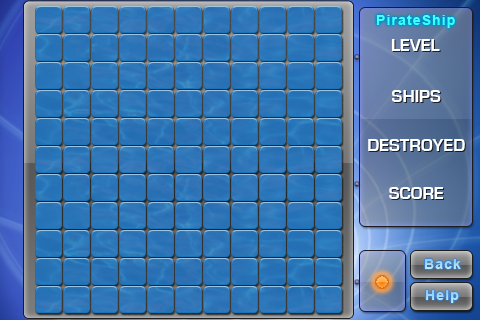 PirateShip
LEVEL
SHIPS
DESTROYED
SCORE
Back
Help